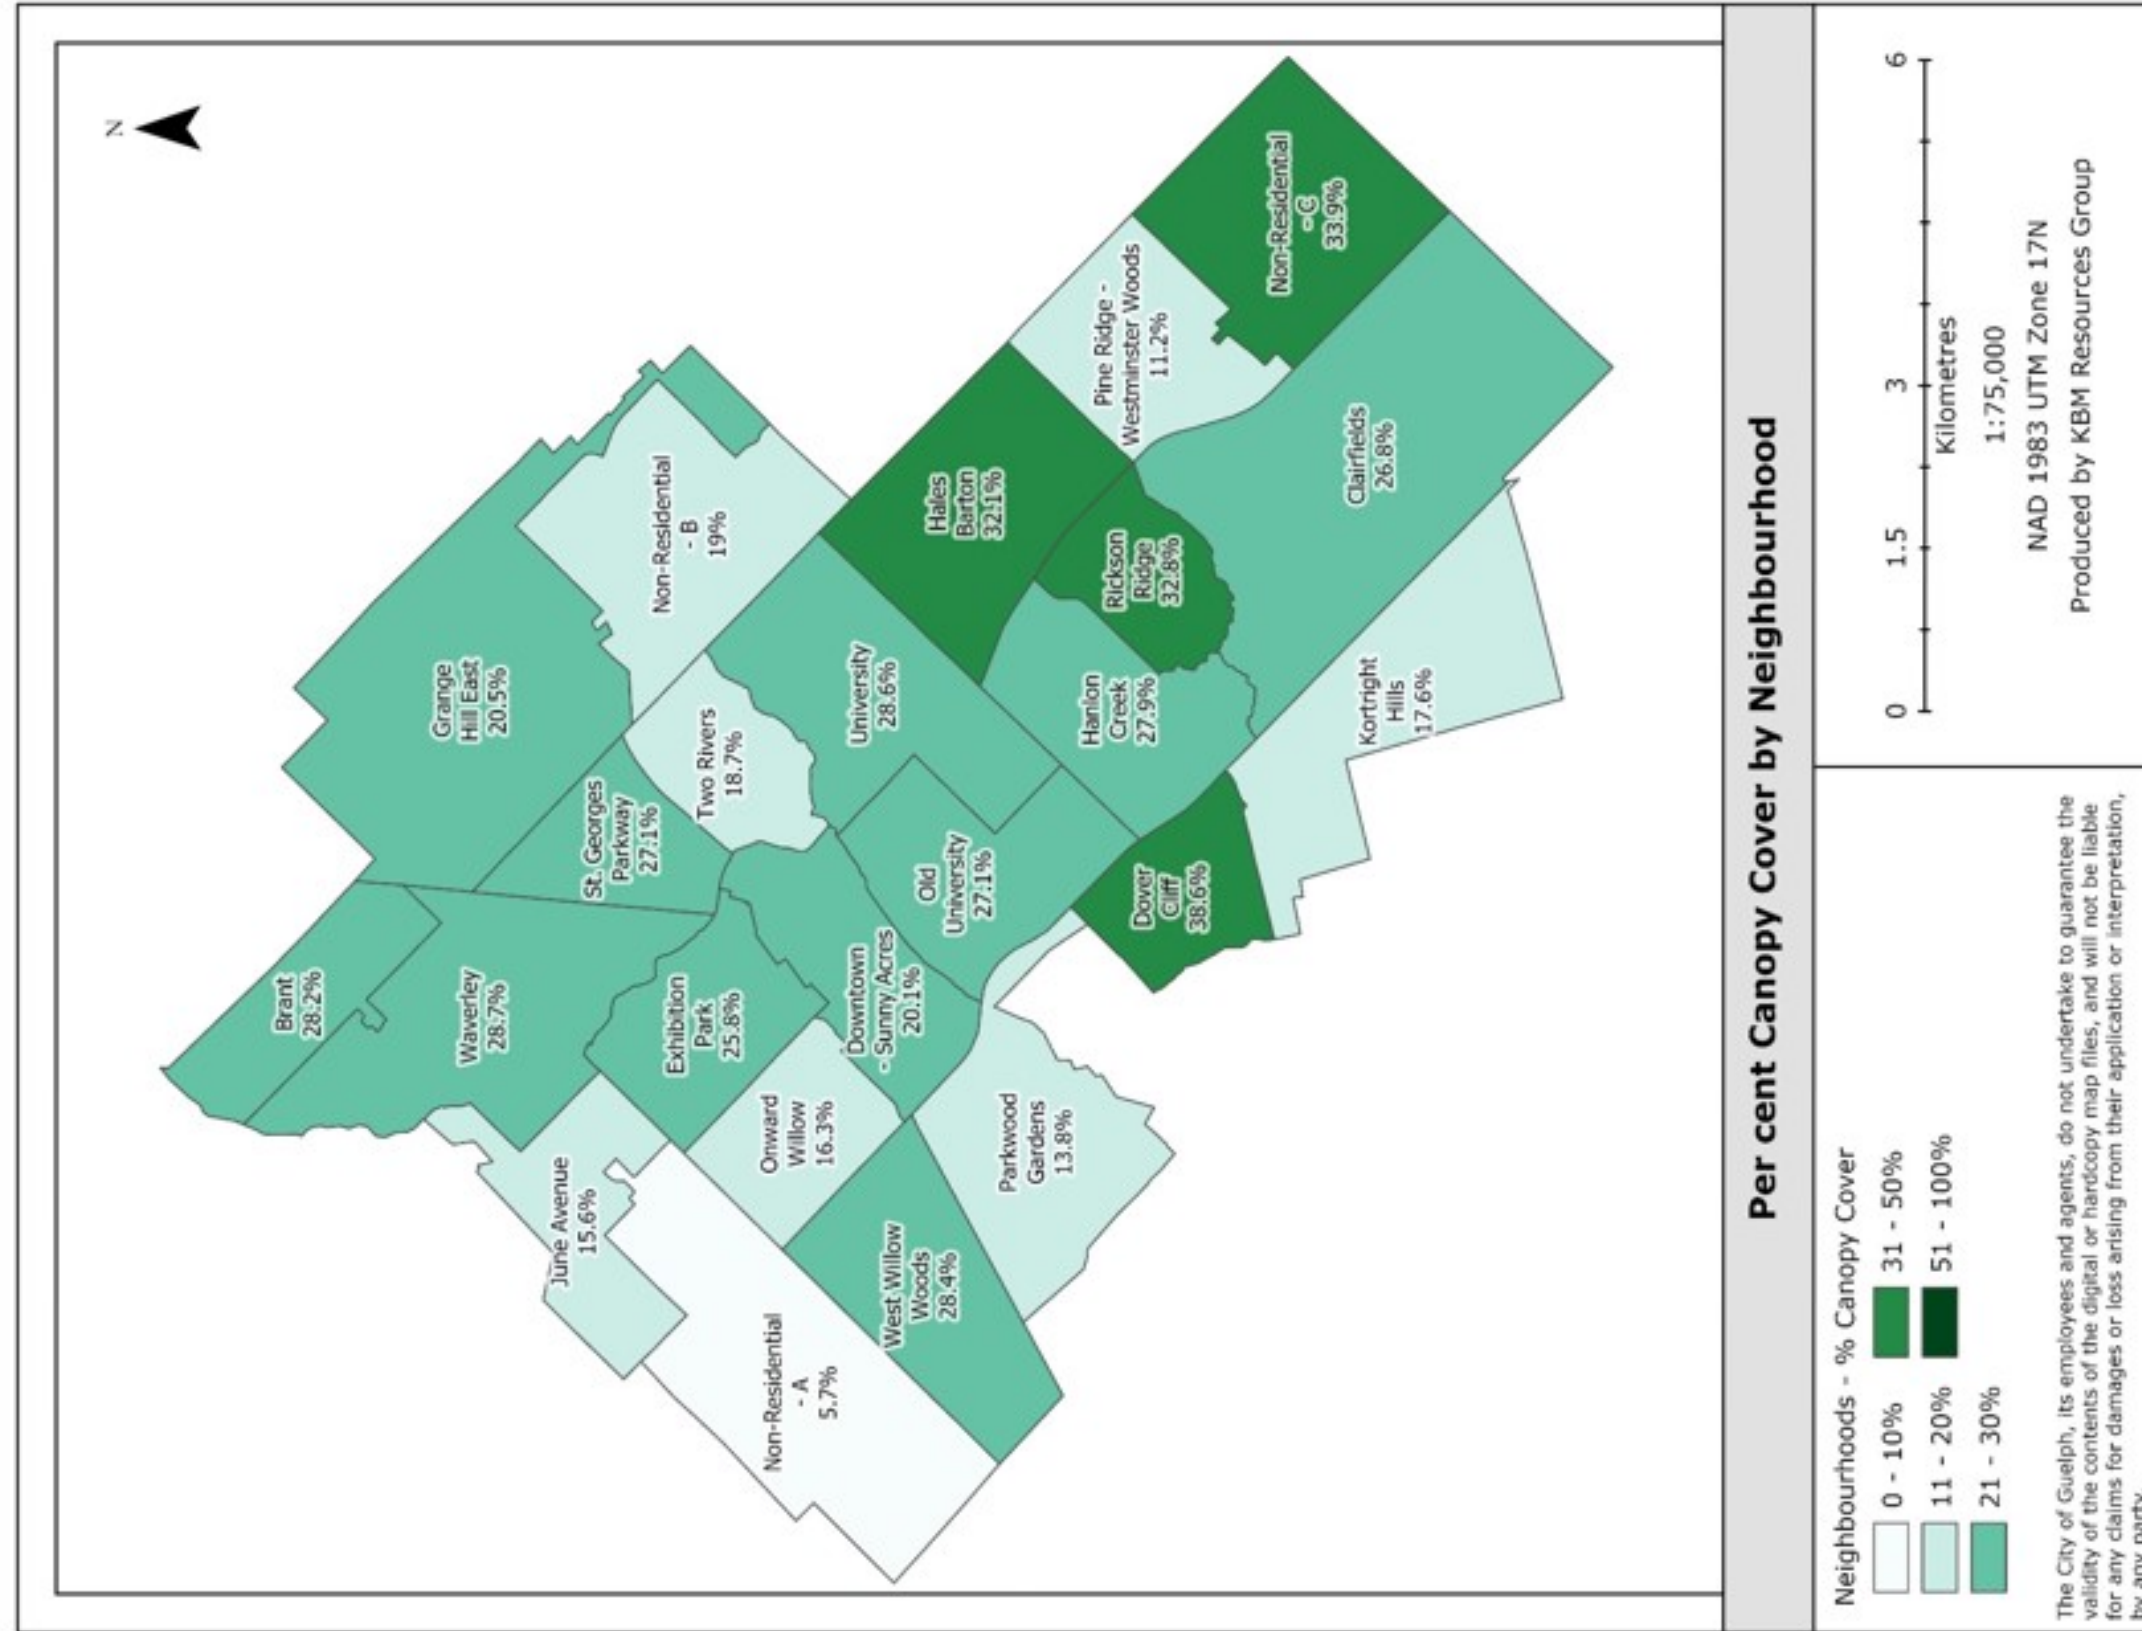 N
Brant
28.2%
Waverley
28.7%
Grange
Hill East
20.5%
June Avenue
15.6%
St. Georges
Parkway
27.1%
Exhibition
Park
25.8%
Two Rivers
18.7%
Non-Residential
- B
19%
Non-Residential
- A
5.7%
Onward
Willow
16.3%
Downtown
- Sunny Acres
20.1%
University
28.6%
West Willow
Woods
28.4%
Old
University
27.1%
Hales
Barton
32.1%
Parkwood
Gardens
13.8%
Hanlon
Creek
27.9%
Rickson
Ridge
32.8%
Pine Ridge -
Westminster Woods
11.2%
Dover
Cliff
38.6%
Non-Residential
- C
33.9%
Clairfields
26.8%
Kortright
Hills
17.6%
Per cent Canopy Cover by Neighbourhood
Neighbourhoods - % Canopy Cover
0 - 10%
11 - 20%
21 - 30%
31 - 50%
51 - 100%
The City of Guelph, its employees and agents, do not undertake to guarantee the
validity of the contents of the digital or hardcopy map files, and will not be liable
for any claims for damages or loss arising from their application or interpretation,
by any party
0 1.5 3 6
Kilometres
1:75,000
NAD 1983 UTM Zone 17N
Produced by KBM Resources Group